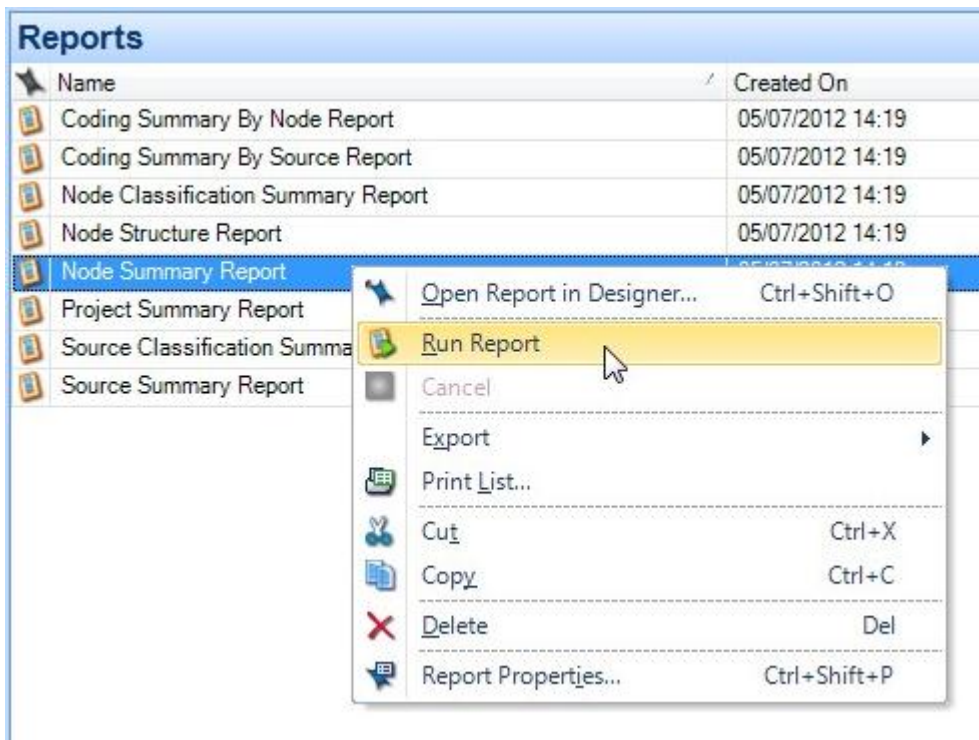 Reports
Name / Created On
Coding Summary By Node Report 05/07/2012 14:19
Coding Summary By Source Report 05/07/2012 14:19
Node Classification Summary Report 05/07/2012 14:19
Node Structure Report 05/07/2012 14:19
Node Summary Report
Open Report in Designer... Ctrl+Shift+O
Project Summary Report
Run Report
Source Classification Summa
Source Summary Report
Cancel
Export
Print List...
Cut Ctrl+X
Copy Ctrl+C
Delete Del
Report Properties... Ctrl+Shift+P